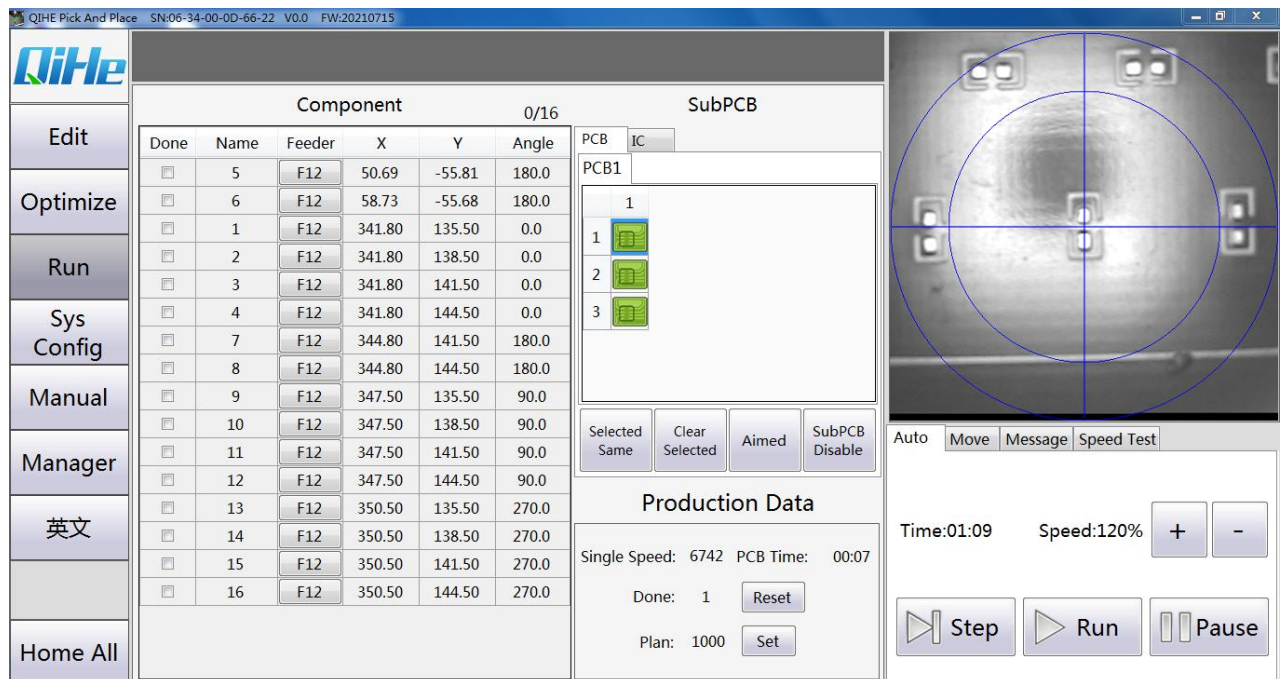 QIHE Pick And Place SN:06-34-00-0D-66-22 V0.0 FW:20210715
QiHe
Edit
Optimize
Run
Sys
Config
Manual
Manager
英文
Home All
Component 0/16
Done Name Feeder X Y Angle
5 F12 50.69 -55.81 180.0
6 F12 58.73 -55.68 180.0
1 F12 341.80 135.50 0.0
2 F12 341.80 138.50 0.0
3 F12 341.80 141.50 0.0
4 F12 341.80 144.50 0.0
7 F12 344.80 141.50 180.0
8 F12 344.80 144.50 180.0
9 F12 347.50 135.50 90.0
10 F12 347.50 138.50 90.0
11 F12 347.50 141.50 90.0
12 F12 347.50 144.50 90.0
13 F12 350.50 135.50 270.0
14 F12 350.50 138.50 270.0
15 F12 350.50 141.50 270.0
16 F12 350.50 144.50 270.0
SubPCB
PCB IC
PCB1
1
1
2
3
Selected
Same
Clear
Selected
Aimed
SubPCB
Disable
Production Data
Single Speed: 6742 PCB Time: 00:07
Done: 1 Reset
Plan: 1000 Set
Auto Move Message Speed Test
Time:01:09 Speed:120% + -
Step Run Pause